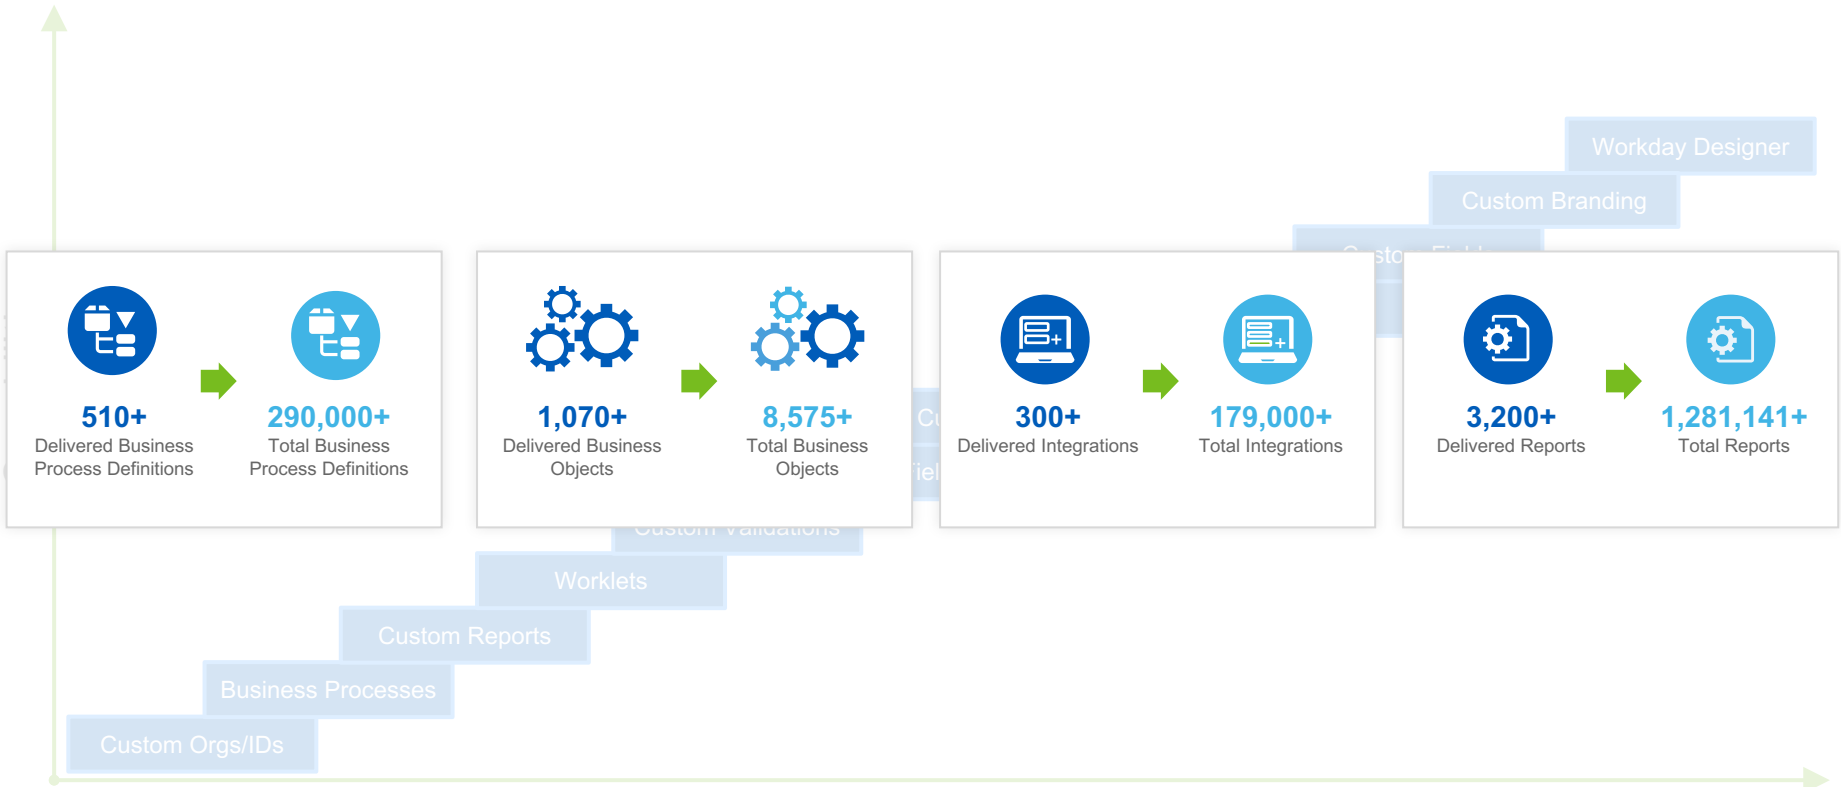 Workday Designer
Custom Branding
510+
Delivered Business
Process Definitions
290,000+
Total Business
Process Definitions
1,070+
Delivered Business
Objects
8,575+
Total Business
Objects
300+
Delivered Integrations
179,000+
Total Integrations
3,200+
Delivered Reports
1,281,141+
Total Reports
Custom Validations
Worklets
Custom Reports
Business Processes
Custom Orgs/IDs